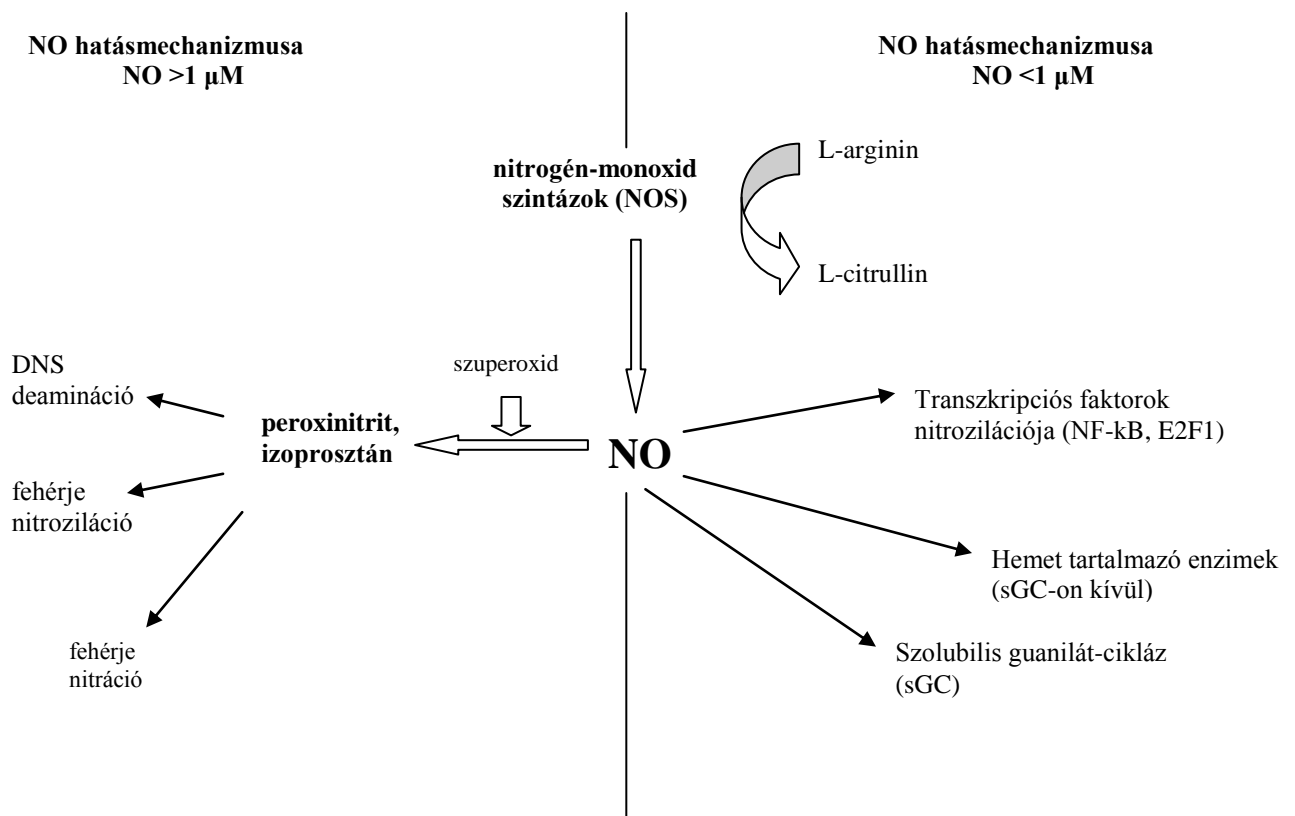 NO hatásmechanizmusa
NO >1 µM
NO hatásmechanizmusa
NO <1 µM
nitrogén-monoxid
szintázok (NOS)
L-arginin
L-citrullin
szuperoxid
DNS
deamináció
peroxinitrit,
izoprosztán
NO
Transzkripciós faktorok
nitrozilációja (NF-kB, E2F1)
fehérje
nitroziláció
Hemet tartalmazó enzimek
(sGC-on kívül)
fehérje
nitráció
Szolubilis guanilát-cikláz
(sGC)